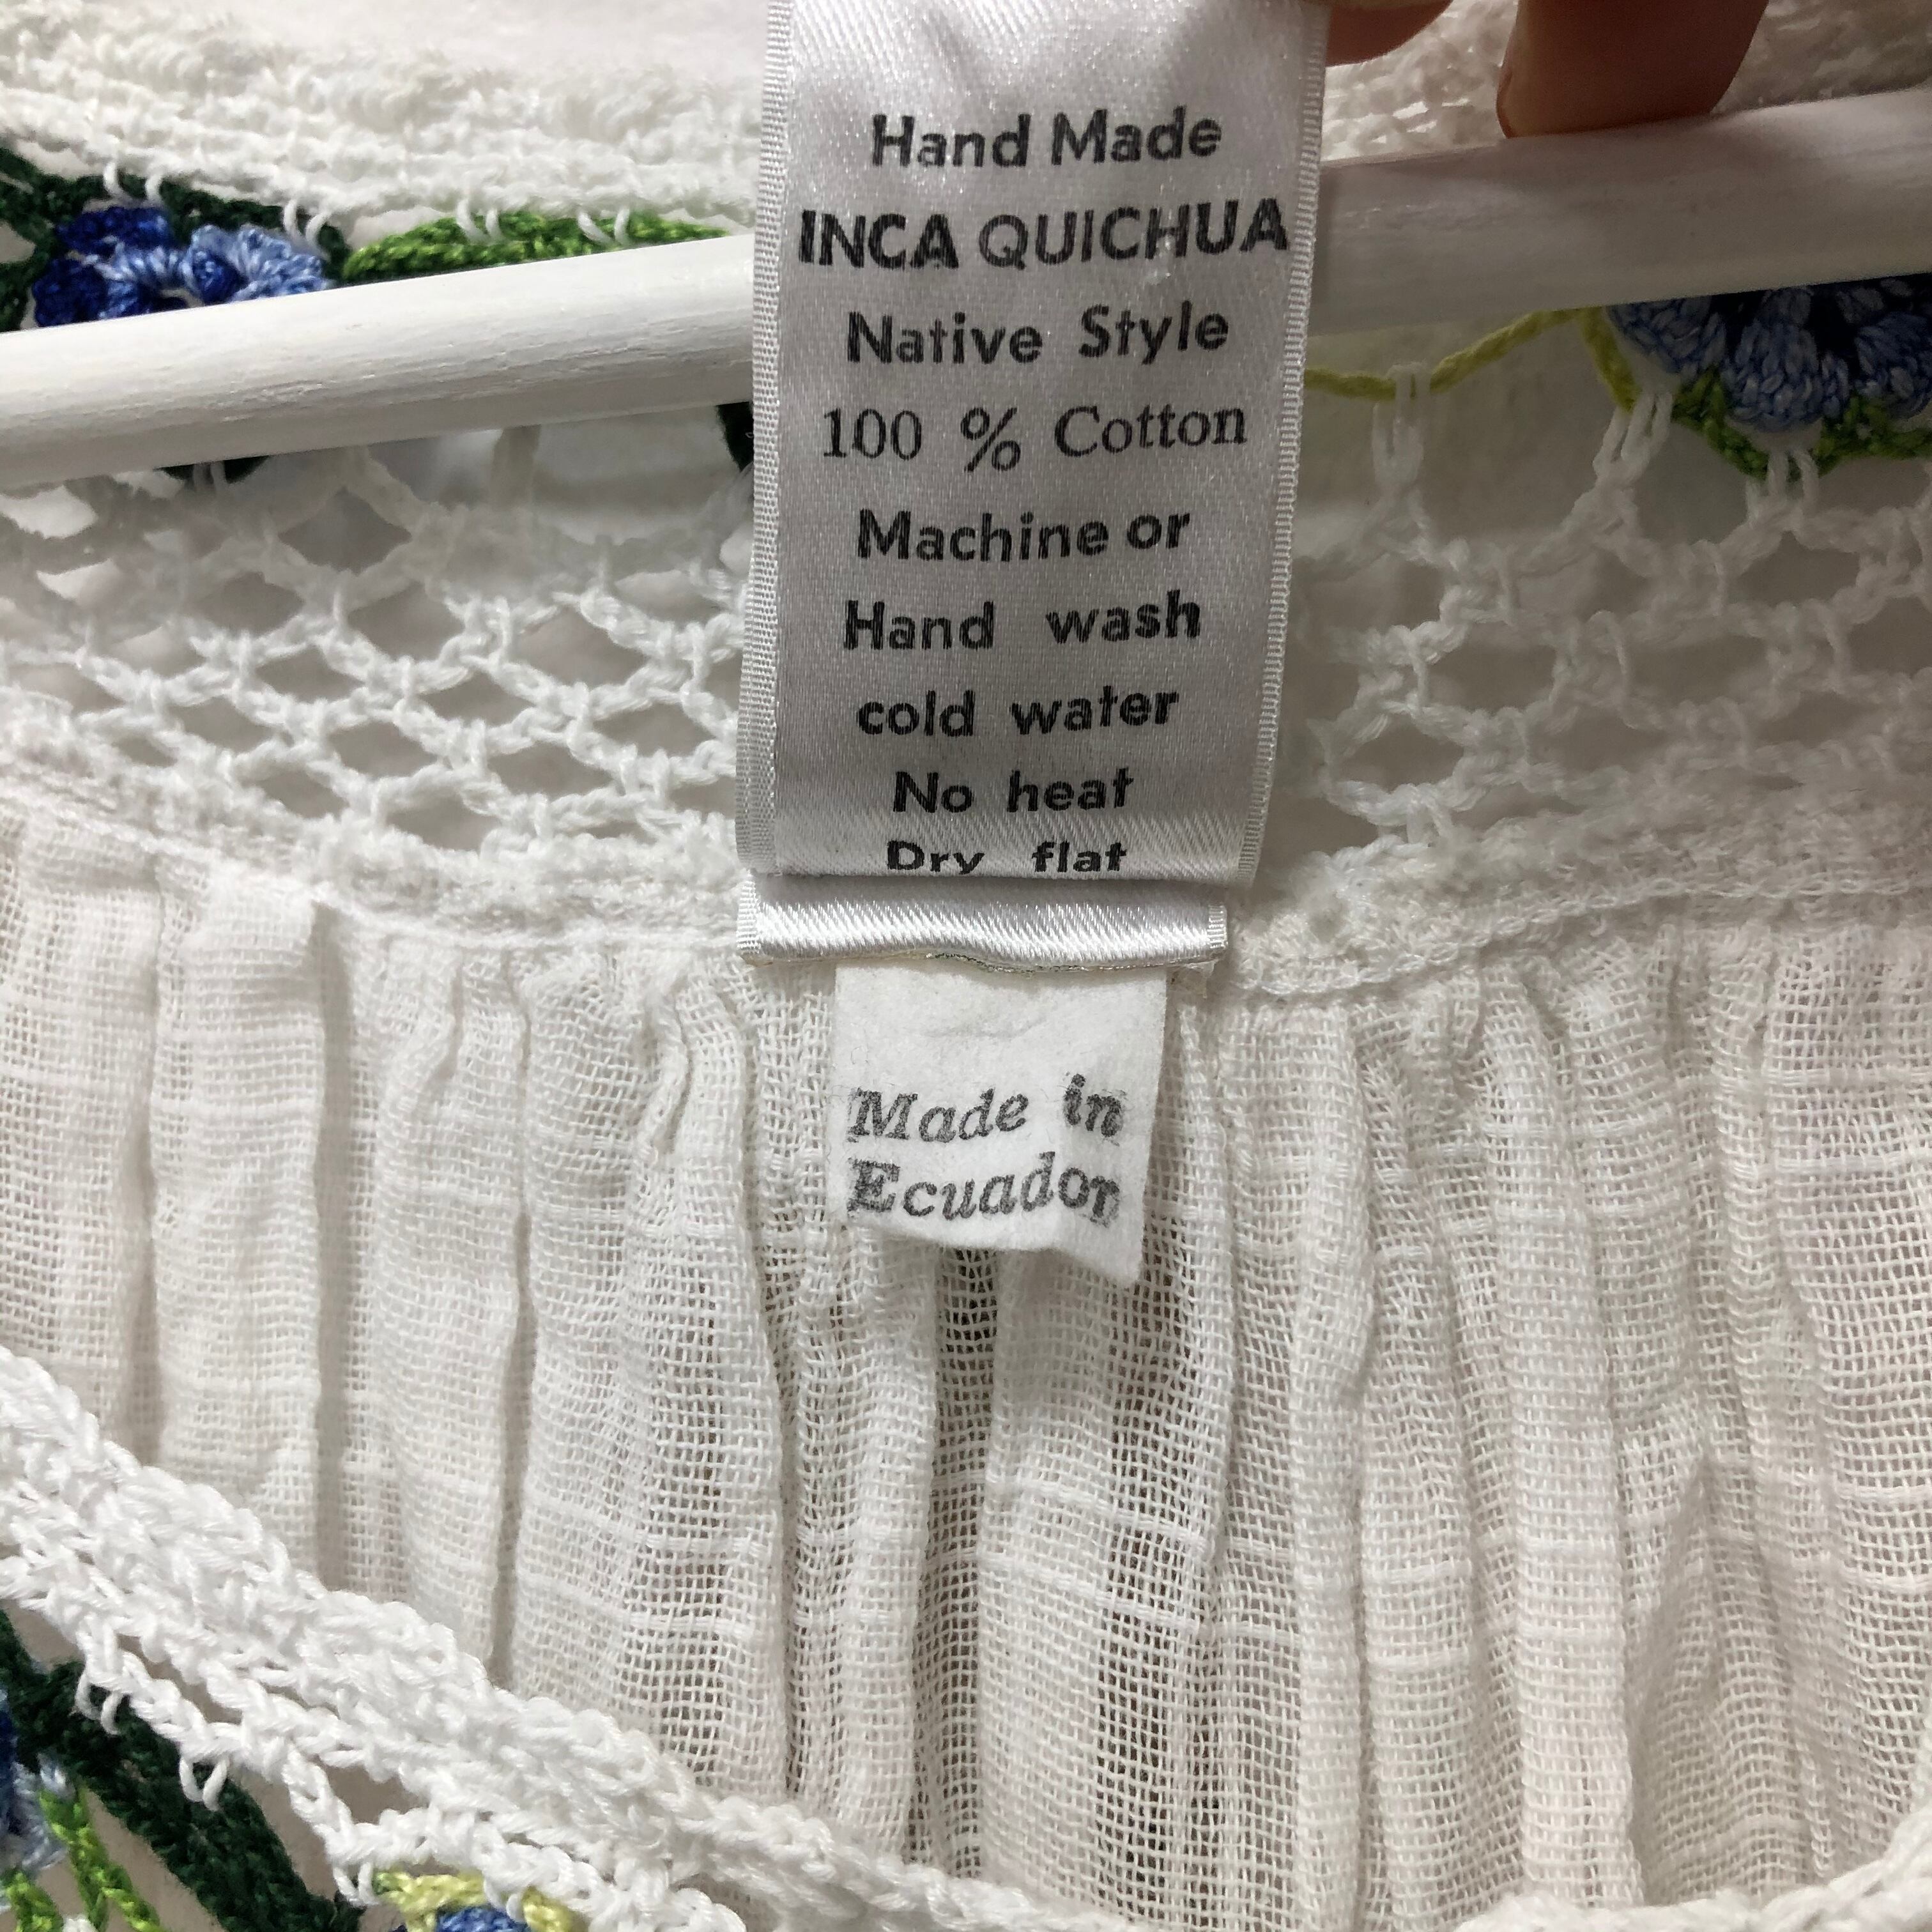 Hand Made
INCA QUICHUA
Native Style
100 % Cotton
Machine or
Hand wash
cold water
No heat
Dry flat
Made in
Ecuador